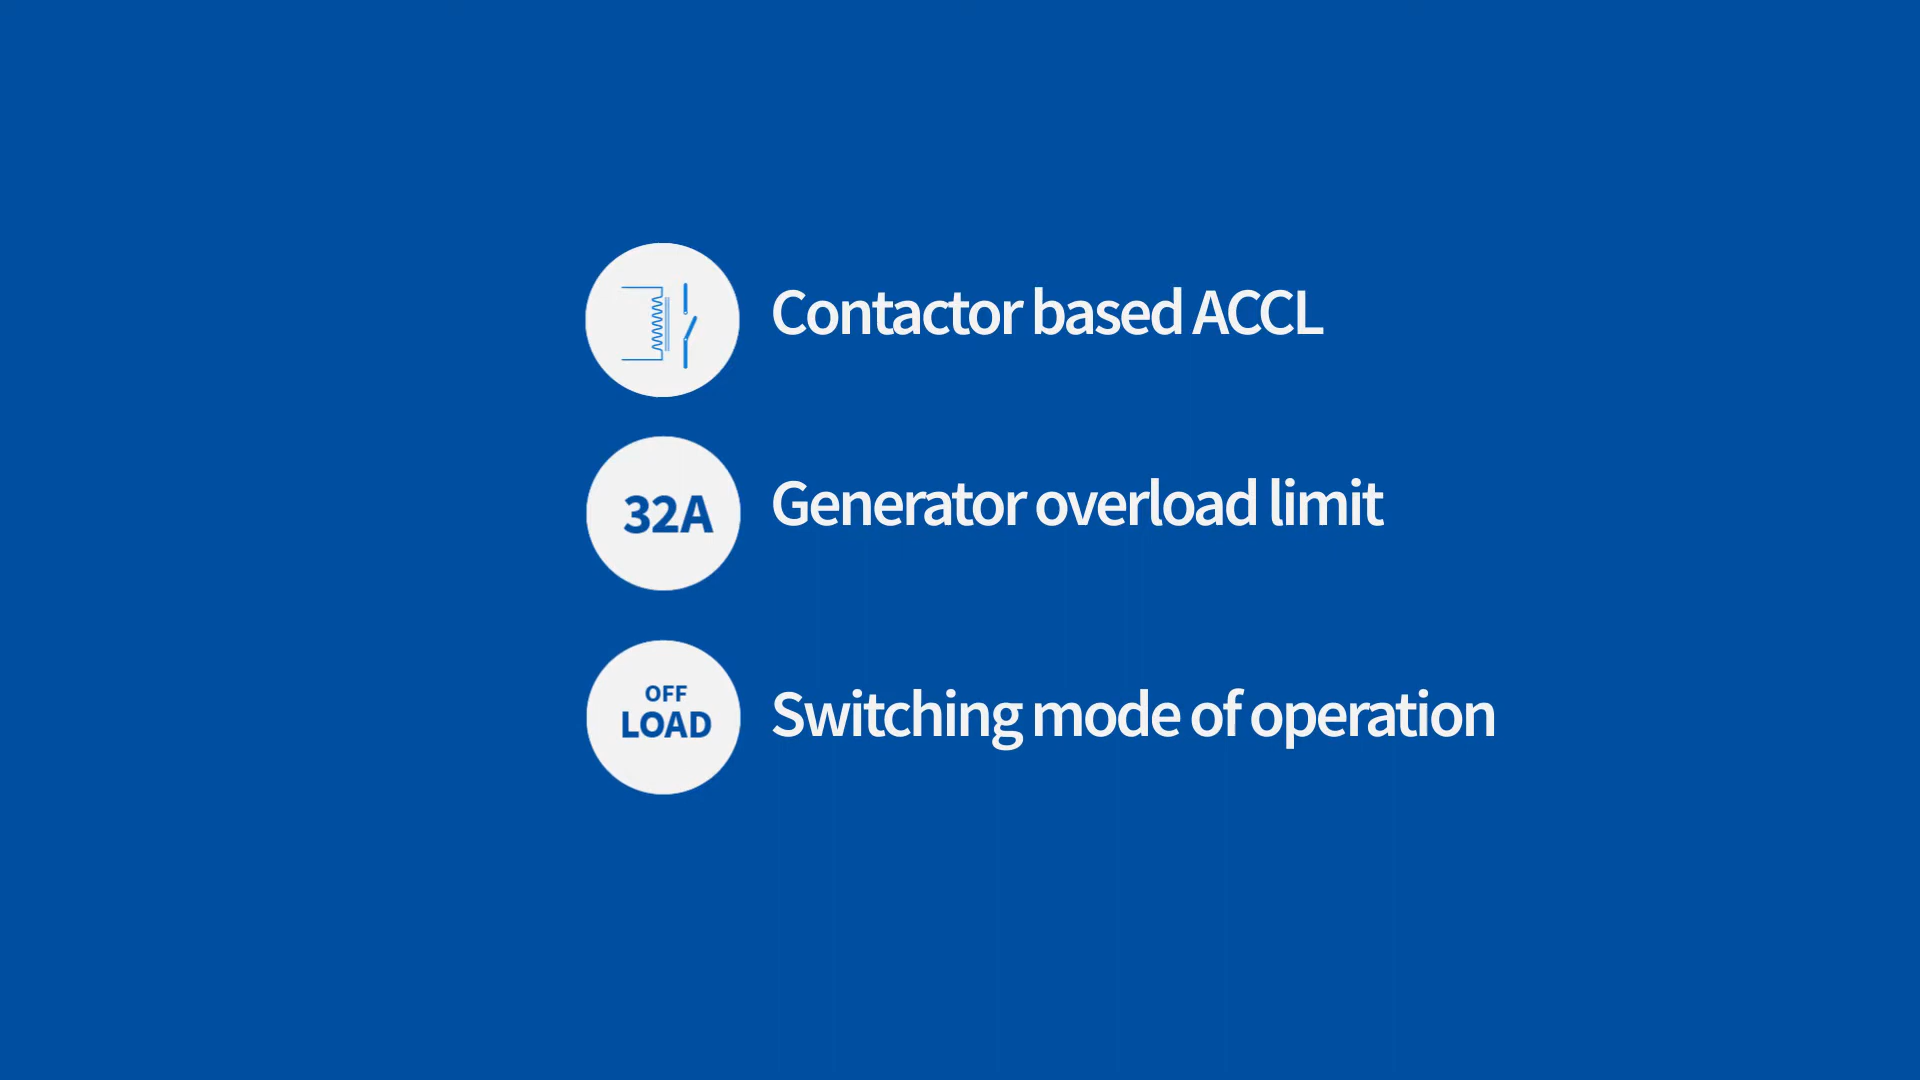 Contactor based ACCL
32A
Generator overload limit
OFF
LOAD
Switching mode of operation